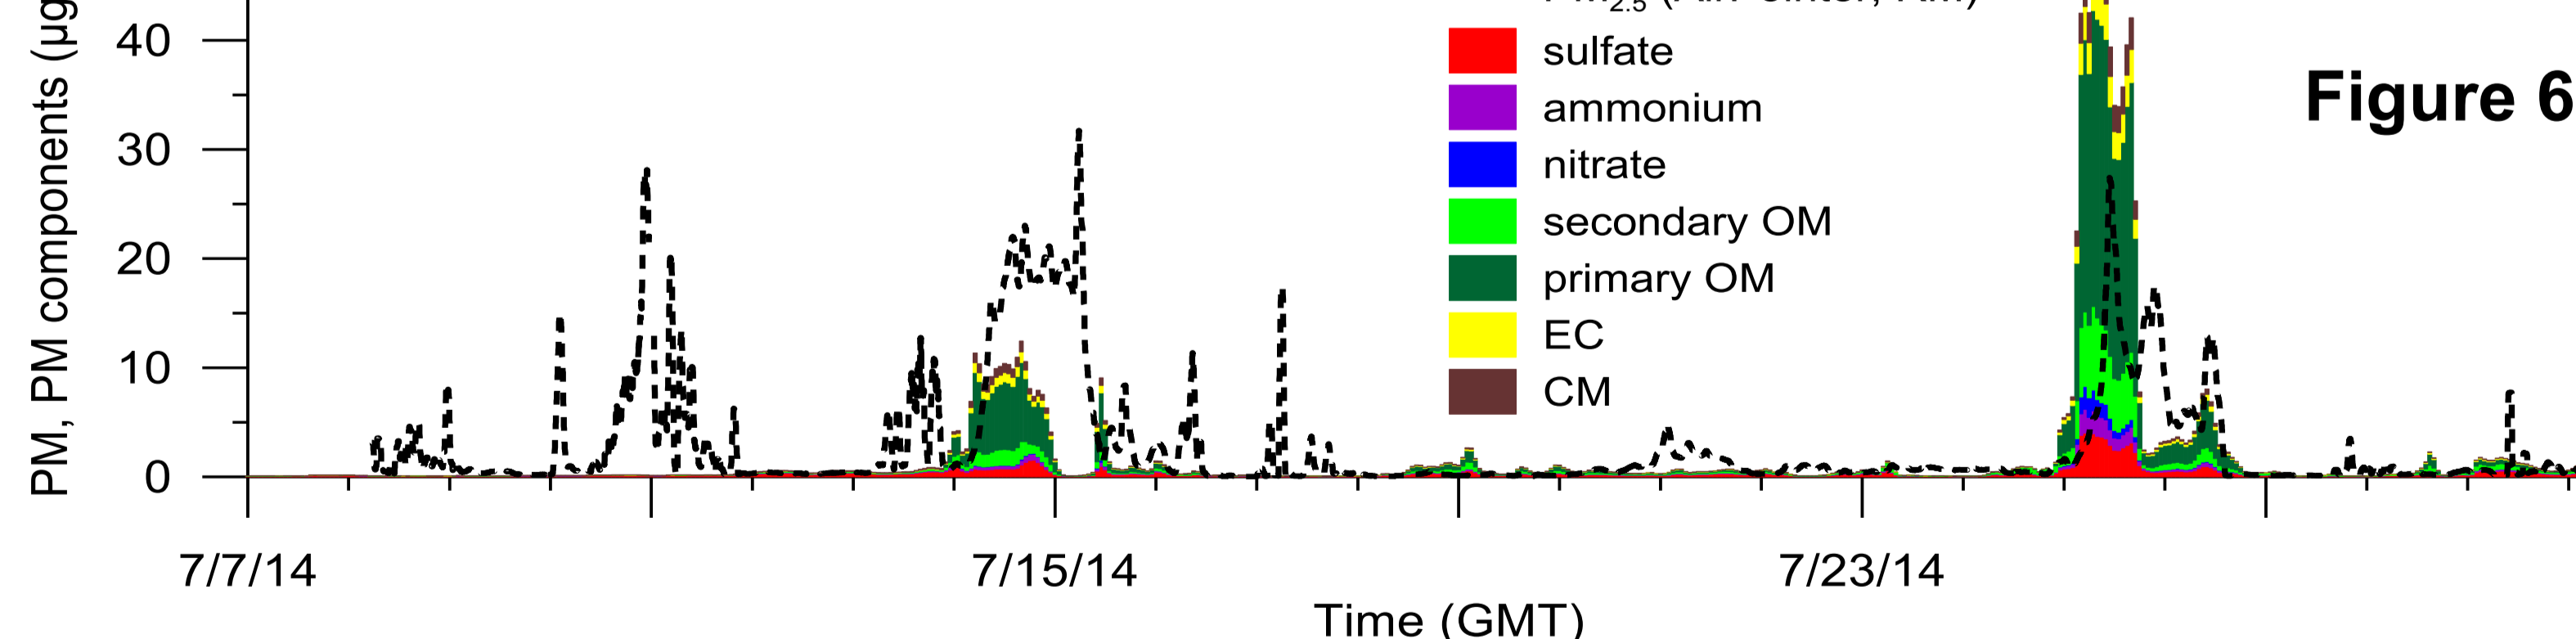 PM, PM components (µg
40
30
20
10
0
sulfate
ammonium
nitrate
secondary OM
primary OM
EC
CM
Figure 6
7/7/14
7/15/14
7/23/14
Time (GMT)